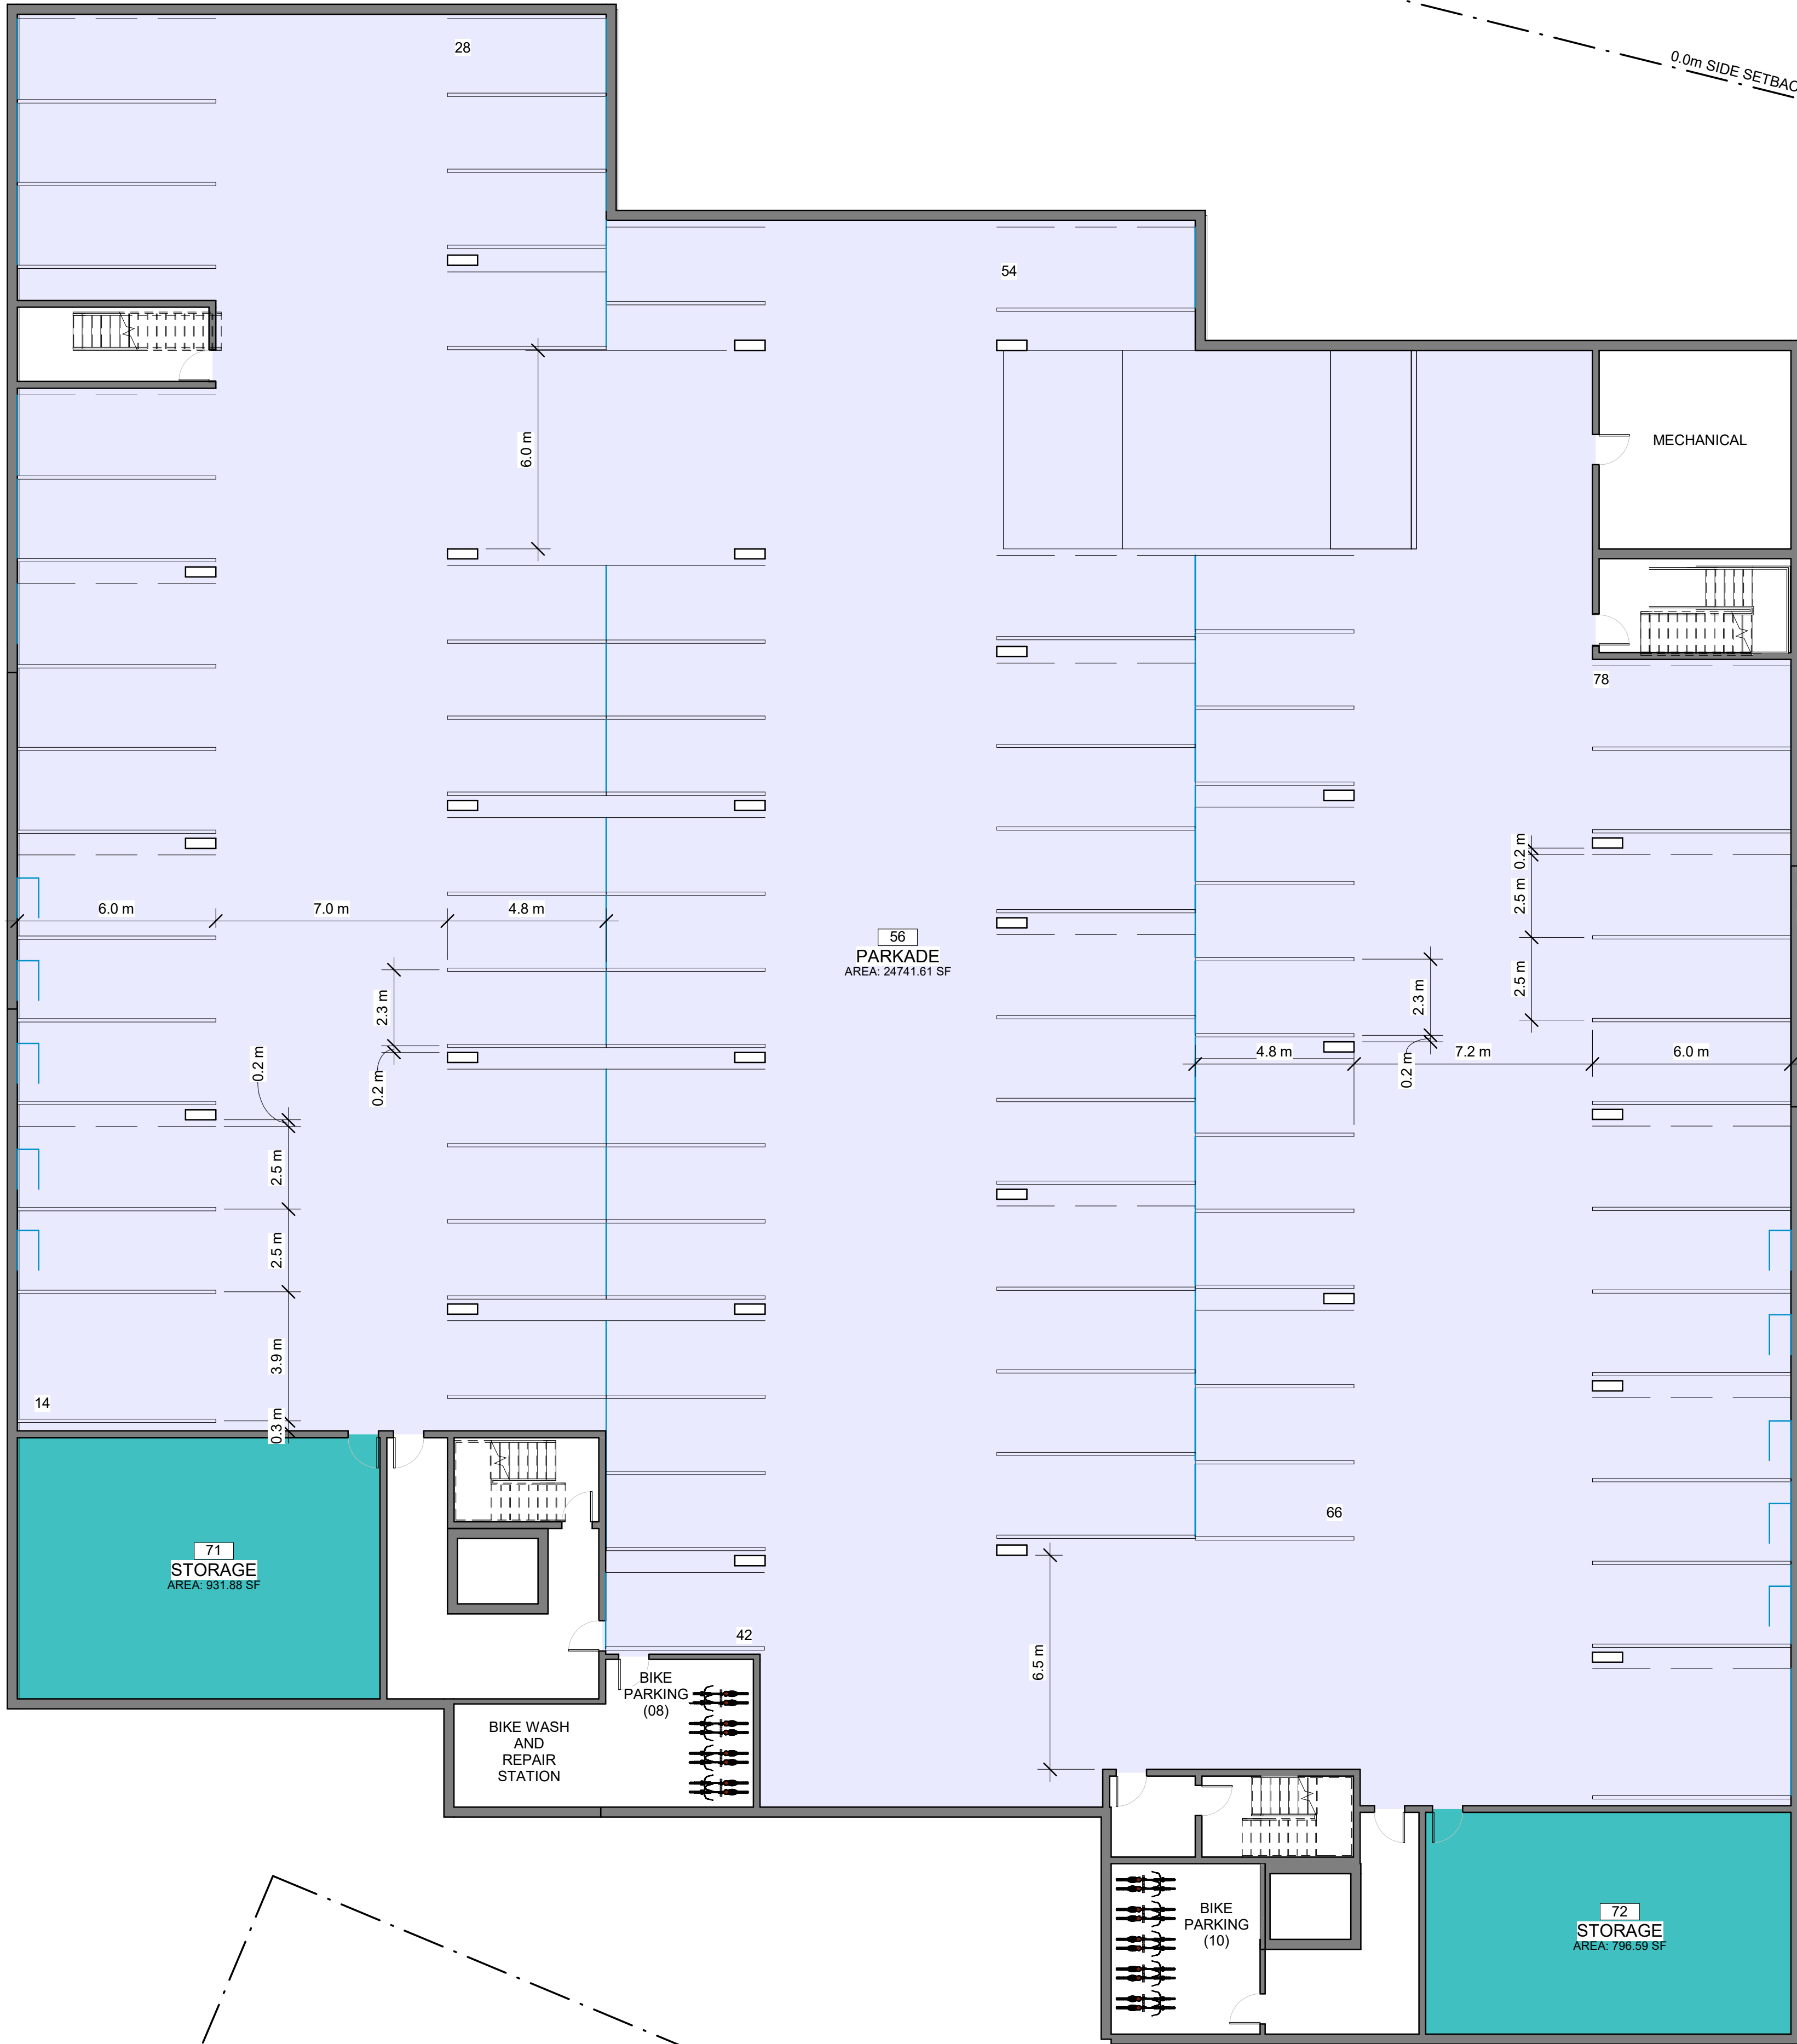 0.0m SIDE SETBAC
28
54
6.0 m
MECHANICAL
78
0.2 m
2.5 m
2.5 m
6.0 m
7.0 m
4.8 m
56
PARKADE
AREA: 24741.61 SF
2.3 m
0.2 m
0.2 m
2.3 m
0.2 m
4.8 m
7.2 m
6.0 m
2.5 m
2.5 m
3.9 m
0.3 m
14
66
71
STORAGE
AREA: 931.88 SF
42
6.5 m
BIKE
PARKING
(08)
BIKE WASH
AND
REPAIR
STATION
BIKE
PARKING
(10)
72
STORAGE
AREA: 796.59 SF